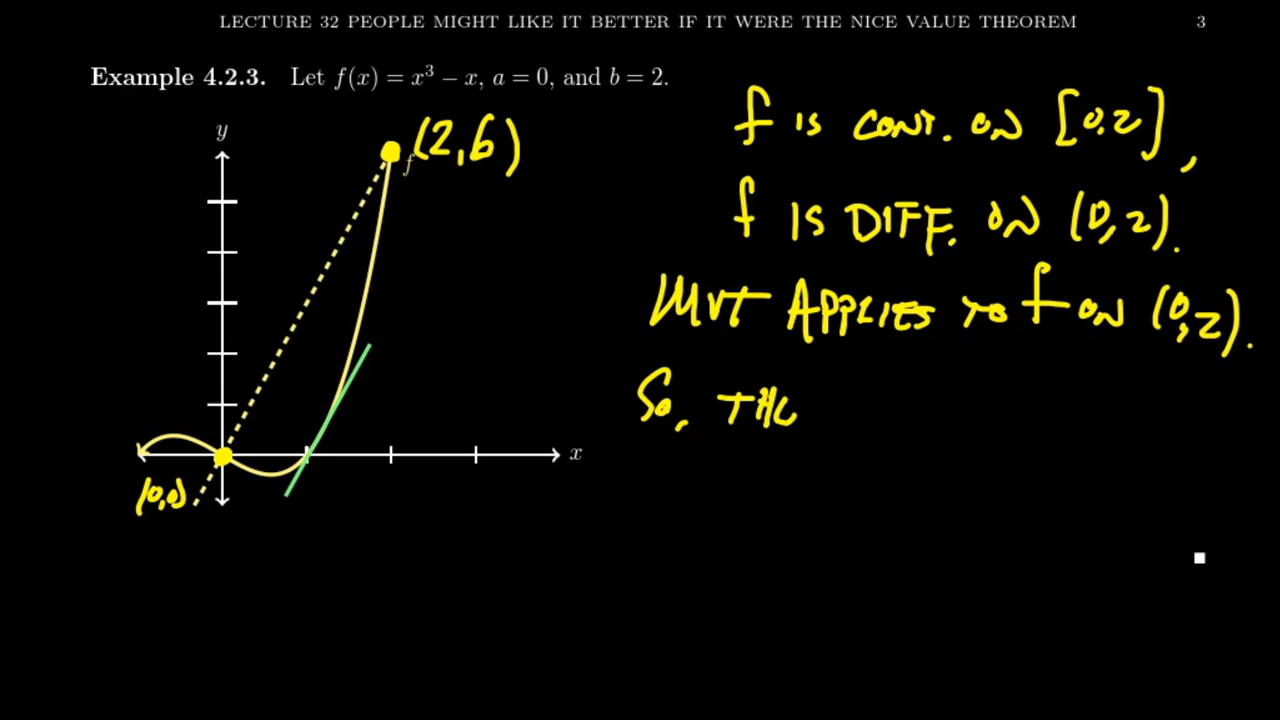 LECTURE 32 PEOPLE MIGHT LIKE IT BETTER IF IT WERE THE NICE VALUE THEOREM 3
Example 4.2.3. Let f(x) = x³ − x, a = 0, and b = 2.
y
(2,6)
f
x
(0,0)
f IS CONT. ON [0,2],
f IS DIFF. ON (0,2).
MVT APPLIES TO f ON (0,2).
SO,